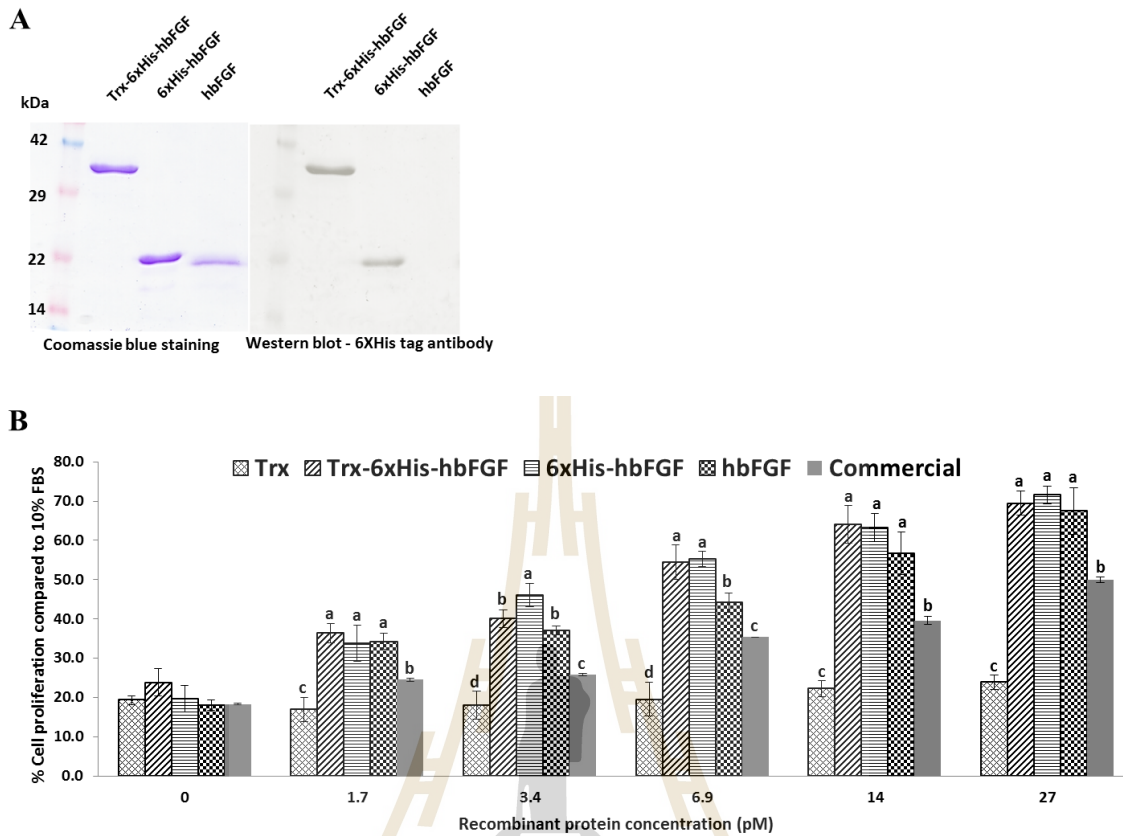 A
Trx-6xHis-hbFGF
6xHis-hbFGF
hbFGF
Trx-6xHis-hbFGF
6xHis-hbFGF
hbFGF
kDa
42
29
22
14
Coomassie blue staining
Western blot - 6XHis tag antibody
B
% Cell proliferation compared to 10% FBS
80.0
70.0
60.0
50.0
40.0
30.0
20.0
10.0
0.0
Trx Trx-6xHis-hbFGF 6xHis-hbFGF hbFGF Commercial
c a a a b
d b a b c
d a a b c
c a a a b
c a a a b
0 1.7 3.4 6.9 14 27
Recombinant protein concentration (pM)